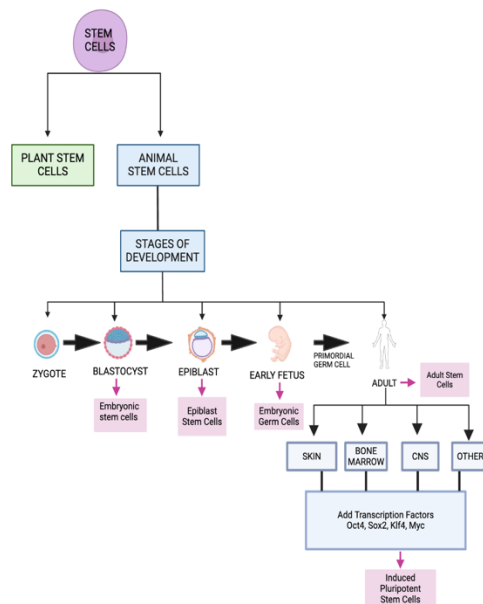 STEM
CELLS
PLANT STEM
CELLS
ANIMAL
STEM CELLS
STAGES OF
DEVELOPMENT
ZYGOTE
BLASTOCYST
EPIBLAST
EARLY FETUS
PRIMORDIAL
GERM CELL
ADULT
Adult Stem
Cells
Embryonic
stem cells
Epiblast
Stem Cells
Embryonic
Germ Cells
SKIN
BONE
MARROW
CNS
OTHER
Add Transcription Factors
Oct4, Sox2, Klf4, Myc
Induced
Pluripotent
Stem Cells